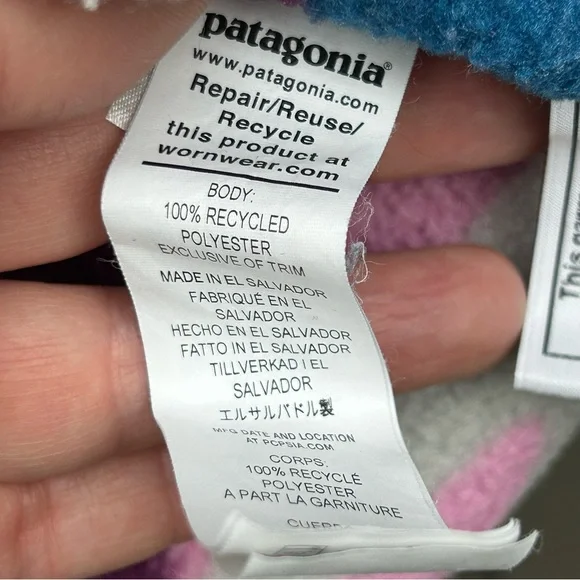 patagonia®
www.patagonia.com
Repair/Reuse/
Recycle
this product at
wornwear.com
BODY:
100% RECYCLED
POLYESTER
EXCLUSIVE OF TRIM
MADE IN EL SALVADOR
FABRIQUÉ EN EL
SALVADOR
HECHO EN EL SALVADOR
FATTO IN EL SALVADOR
TILLVERKAD I EL
SALVADOR
エルサルバドル製
MFG DATE AND LOCATION
AT PCPSIA.COM
CORPS:
100% RECYCLÉ
POLYESTER
A PART LA GARNITURE
This